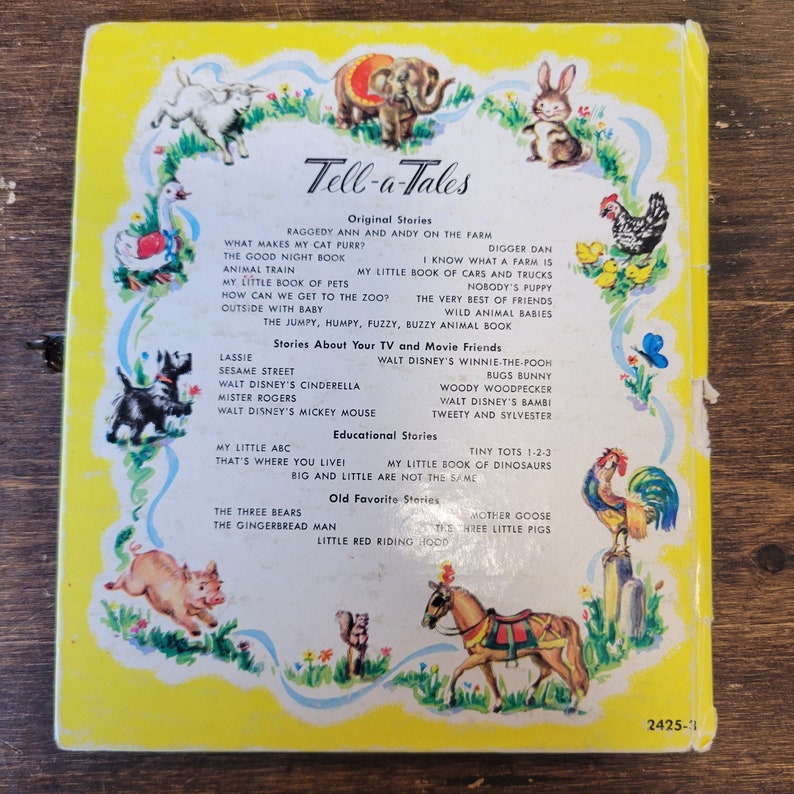 Tell-a-Tales
Original Stories
RAGGEDY ANN AND ANDY ON THE FARM
WHAT MAKES MY CAT PURR? DIGGER DAN
THE GOOD NIGHT BOOK I KNOW WHAT A FARM IS
ANIMAL TRAIN MY LITTLE BOOK OF CARS AND TRUCKS
MY LITTLE BOOK OF PETS NOBODY'S PUPPY
HOW CAN WE GET TO THE ZOO? THE VERY BEST OF FRIENDS
OUTSIDE WITH BABY WILD ANIMAL BABIES
THE JUMPY, HUMPY, FUZZY, BUZZY ANIMAL BOOK
Stories About Your TV and Movie Friends
LASSIE WALT DISNEY'S WINNIE-THE-POOH
SESAME STREET BUGS BUNNY
WALT DISNEY'S CINDERELLA WOODY WOODPECKER
MISTER ROGERS WALT DISNEY'S BAMBI
WALT DISNEY'S MICKEY MOUSE TWEETY AND SYLVESTER
Educational Stories
MY LITTLE ABC TINY TOTS 1-2-3
THAT'S WHERE YOU LIVE! MY LITTLE BOOK OF DINOSAURS
BIG AND LITTLE ARE NOT THE SAME
Old Favorite Stories
THE THREE BEARS MOTHER GOOSE
THE GINGERBREAD MAN THE THREE LITTLE PIGS
LITTLE RED RIDING HOOD
2425-3